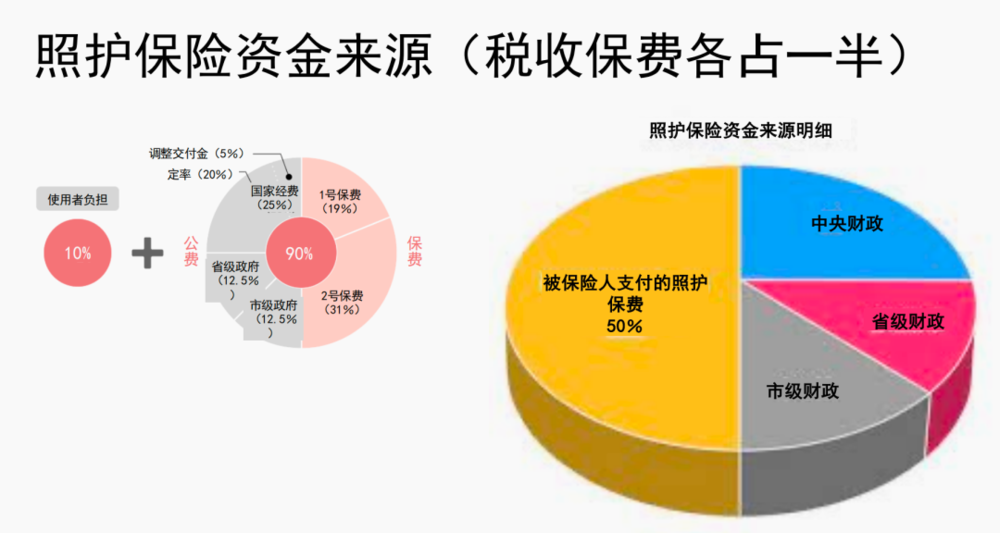 照护保险资金来源（税收保费各占一半）
调整交付金（5%）
定率（20%）
使用者负担
10%
公
费
国家经费
（25%）
1号保费
（19%）
90%
保
费
省级政府
（12.5%
）
市级政府
（12.5%
）
2号保费
（31%）
照护保险资金来源明细
中央财政
被保险人支付的照护
保费
50%
省级财政
市级财政